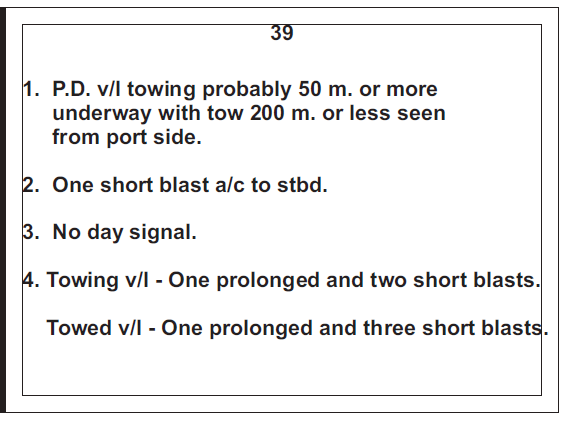 39
1. P.D. v/l towing probably 50 m. or more
underway with tow 200 m. or less seen
from port side.
2. One short blast a/c to stbd.
3. No day signal.
4. Towing v/l - One prolonged and two short blasts.
Towed v/l - One prolonged and three short blasts.